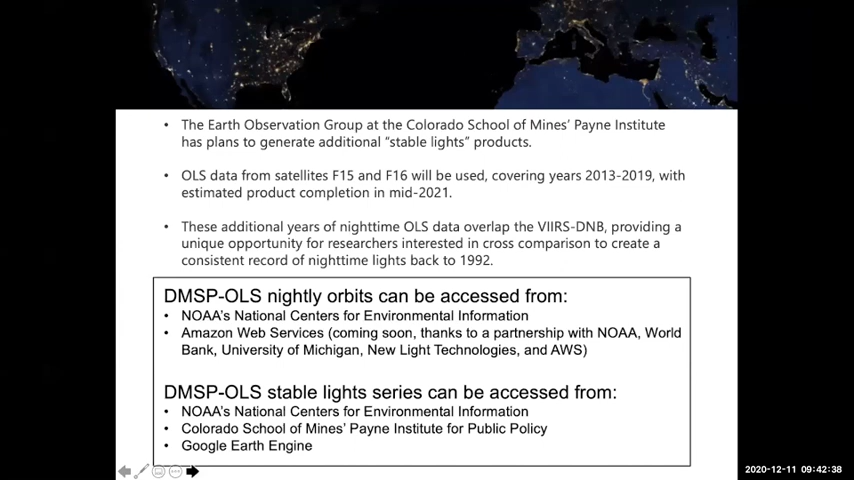 • The Earth Observation Group at the Colorado School of Mines' Payne Institute
has plans to generate additional “stable lights” products.
• OLS data from satellites F15 and F16 will be used, covering years 2013-2019, with
estimated product completion in mid-2021.
• These additional years of nighttime OLS data overlap the VIIRS-DNB, providing a
unique opportunity for researchers interested in cross comparison to create a
consistent record of nighttime lights back to 1992.
DMSP-OLS nightly orbits can be accessed from:
• NOAA's National Centers for Environmental Information
• Amazon Web Services (coming soon, thanks to a partnership with NOAA, World
Bank, University of Michigan, New Light Technologies, and AWS)
DMSP-OLS stable lights series can be accessed from:
• NOAA's National Centers for Environmental Information
• Colorado School of Mines' Payne Institute for Public Policy
• Google Earth Engine
2020-12-11 09:42:38